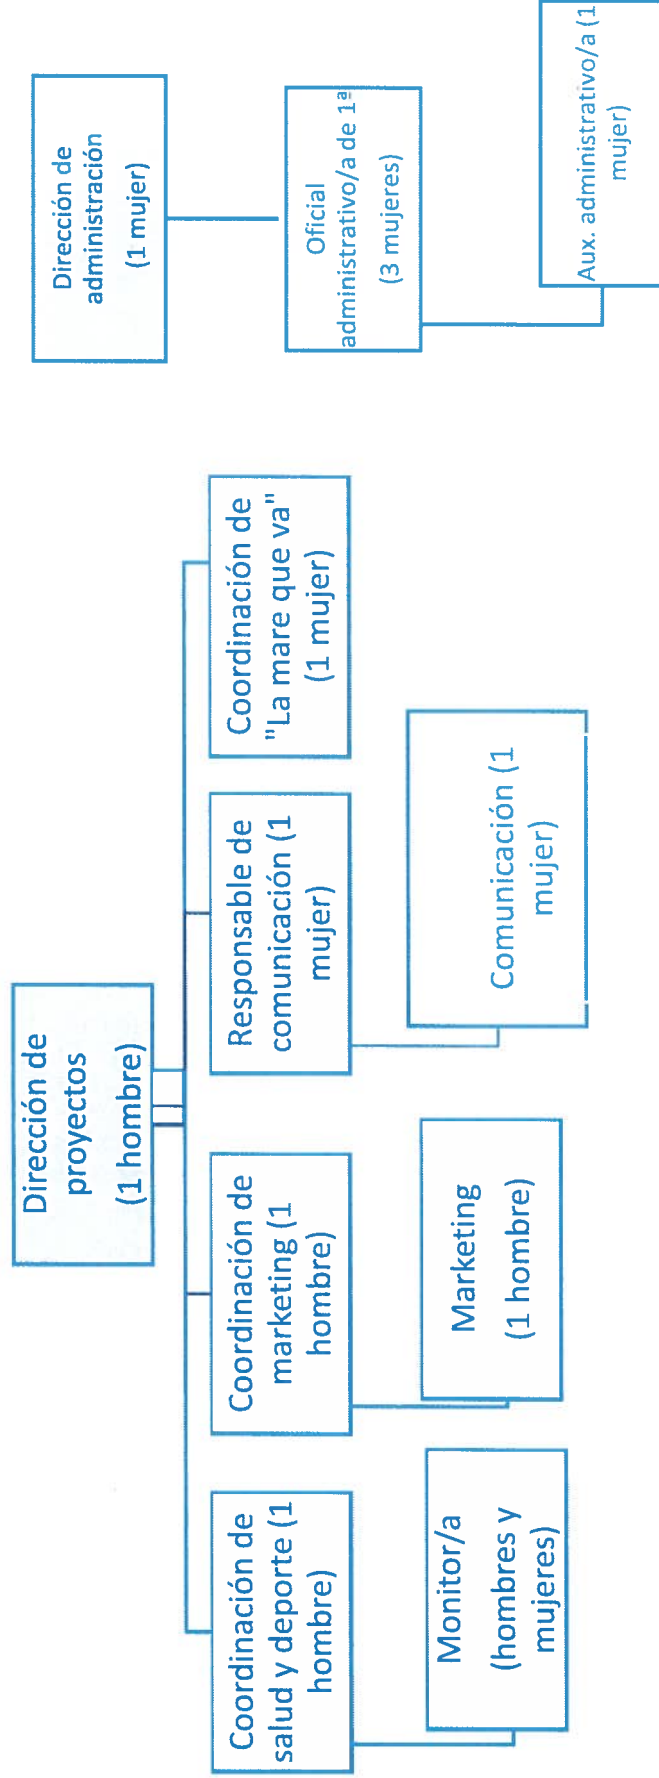 Dirección de
proyectos
(1 hombre)
Coordinación de
salud y deporte (1
hombre)
Monitor/a
(hombres y
mujeres)
Coordinación de
marketing (1
hombre)
Marketing
(1 hombre)
Responsable de
comunicación (1
mujer)
Comunicación (1
mujer)
Coordinación de
"La mare que va"
(1 mujer)
Dirección de
administración
(1 mujer)
Oficial
administrativo/a de 1ª
(3 mujeres)
Aux. administrativo/a (1
mujer)